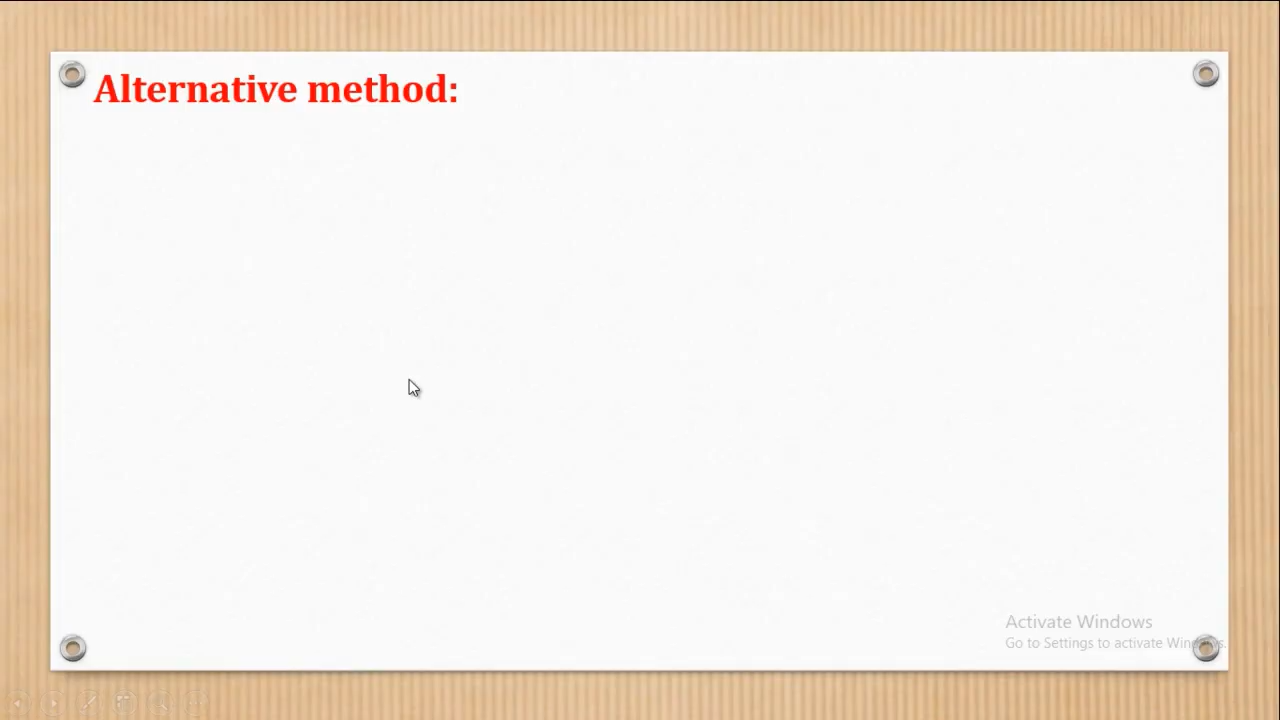 Alternative method:
Activate Windows
Go to Settings to activate Windows.